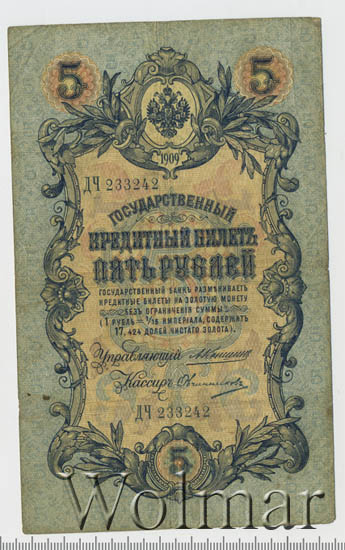 5 5
1909
ДЧ 233242
ГОСУДАРСТВЕННЫЙ
КРЕДИТНЫЙ БИЛЕТЪ
ПЯТЬ РУБЛЕЙ
ГОСУДАРСТВЕННЫЙ БАНКЪ РАЗМѢНИВАЕТЪ
КРЕДИТНЫЕ БИЛЕТЫ НА ЗОЛОТУЮ МОНЕТУ
БЕЗЪ ОГРАНИЧЕНІЯ СУММЫ
(1 РУБЛЬ = 1/15 ИМПЕРІАЛА, СОДЕРЖИТЪ
17,424 ДОЛЕЙ ЧИСТАГО ЗОЛОТА).
Управляющій
Кассиръ
ДЧ 233242
5
Wolmar